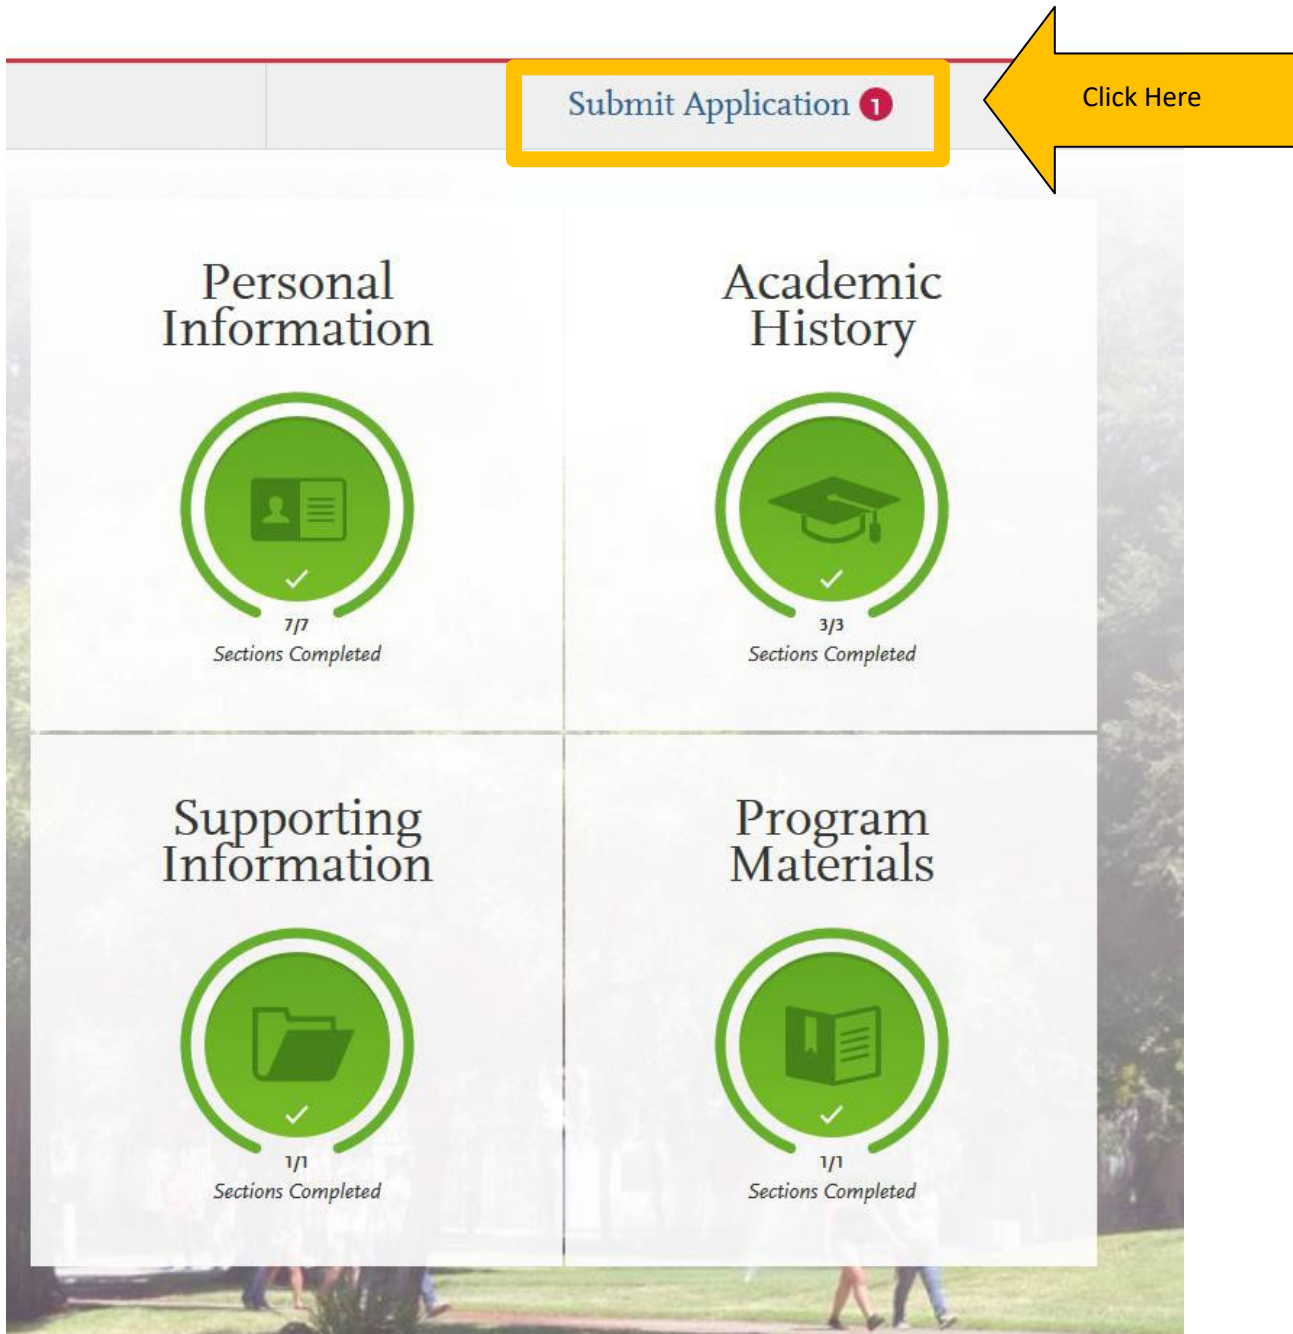 Submit Application 1
Click Here
Personal
Information
7/7
Sections Completed
Academic
History
3/3
Sections Completed
Supporting
Information
1/1
Sections Completed
Program
Materials
1/1
Sections Completed